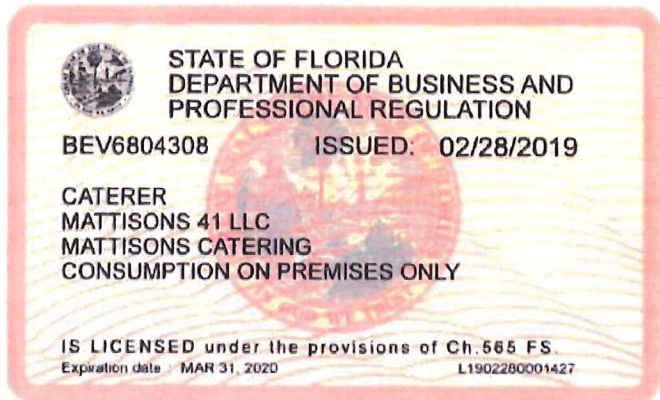 STATE OF FLORIDA
DEPARTMENT OF BUSINESS AND
PROFESSIONAL REGULATION
BEV6804308 ISSUED: 02/28/2019
CATERER
MATTISONS 41 LLC
MATTISONS CATERING
CONSUMPTION ON PREMISES ONLY
IS LICENSED under the provisions of Ch.565 FS.
Expiration date : MAR 31, 2020 L1902280001427